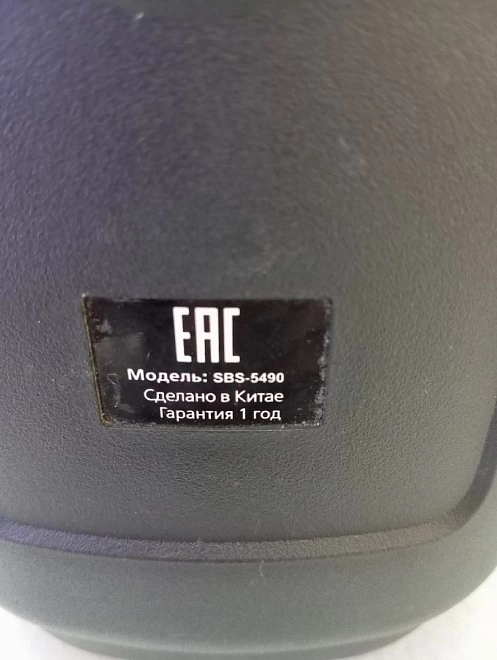 EAC
Модель: SBS-5490
Сделано в Китае
Гарантия 1 год